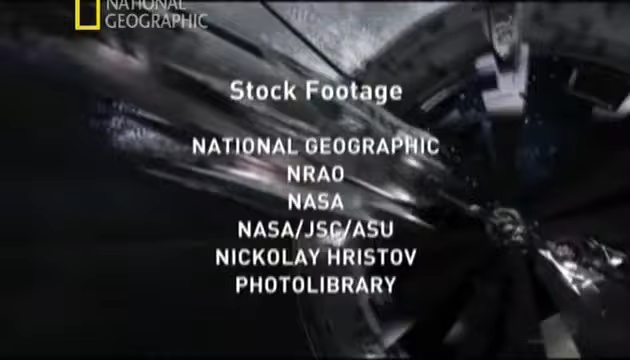 NATIONAL
GEOGRAPHIC
Stock Footage
NATIONAL GEOGRAPHIC
NRAO
NASA
NASA/JSC/ASU
NICKOLAY HRISTOV
PHOTOLIBRARY